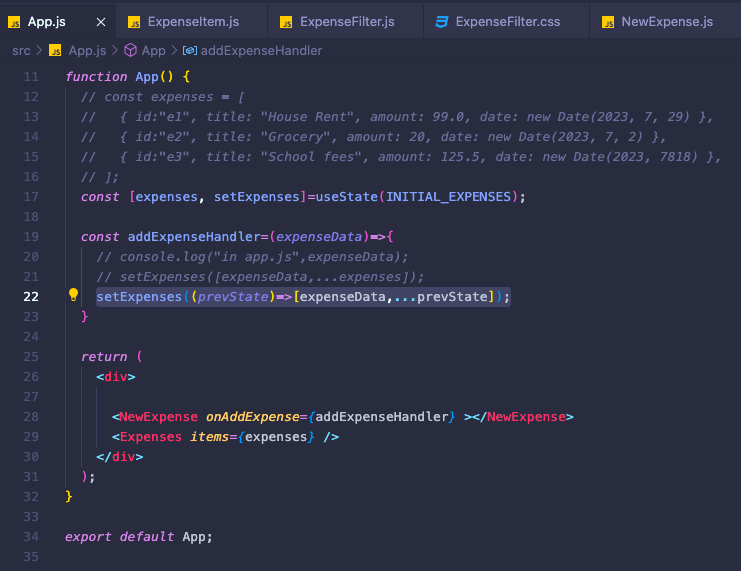 JS App.js × JS ExpenseItem.js JS ExpenseFilter.js ExpenseFilter.css JS NewExpense.js
src > JS App.js > App > addExpenseHandler
11 function App() {
12 // const expenses = [
13 //   { id:"e1", title: "House Rent", amount: 99.0, date: new Date(2023, 7, 29) },
14 //   { id:"e2", title: "Grocery", amount: 20, date: new Date(2023, 7, 2) },
15 //   { id:"e3", title: "School fees", amount: 125.5, date: new Date(2023, 7818) },
16 // ];
17 const [expenses, setExpenses]=useState(INITIAL_EXPENSES);
18
19 const addExpenseHandler=(expenseData)=>{
20 // console.log("in app.js",expenseData);
21 // setExpenses([expenseData,...expenses]);
22 setExpenses((prevState)=>[expenseData,...prevState]);
23 }
24
25 return (
26 <div>
27
28 <NewExpense onAddExpense={addExpenseHandler} ></NewExpense>
29 <Expenses items={expenses} />
30 </div>
31 );
32 }
33
34 export default App;
35